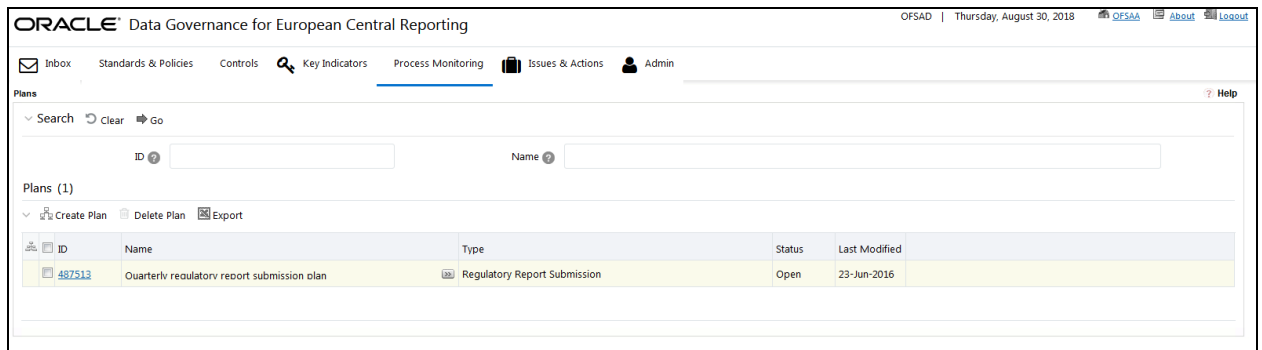 ORACLE® Data Governance for European Central Reporting
OFSAD | Thursday, August 30, 2018 OFSAA About Logout
Inbox Standards & Policies Controls Key Indicators Process Monitoring Issues & Actions Admin
Plans ? Help
Search Clear Go
ID ? Name ?
Plans (1)
Create Plan Delete Plan Export
ID Name Type Status Last Modified
487513 Quarterly regulatory report submission plan >> Regulatory Report Submission Open 23-Jun-2016